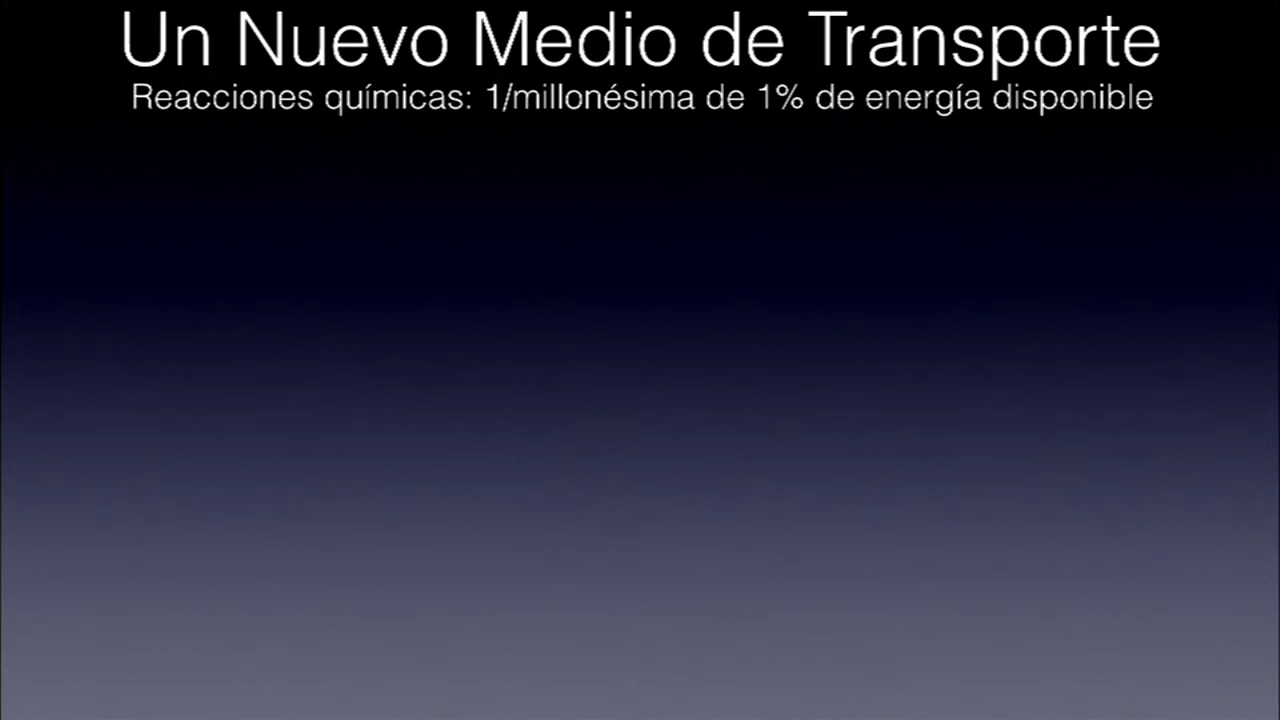 Un Nuevo Medio de Transporte
Reacciones químicas: 1/millonésima de 1% de energía disponible